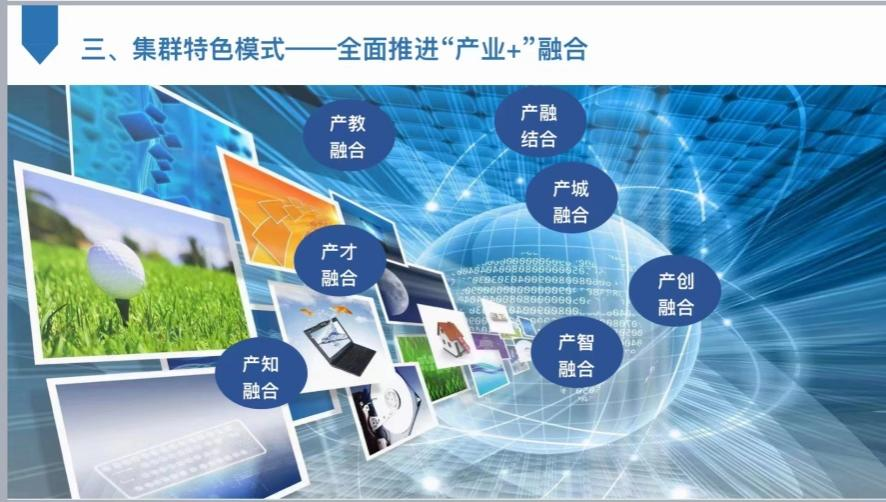 三、集群特色模式——全面推进“产业+”融合
产教
融合
产融
结合
产城
融合
产才
融合
产创
融合
产智
融合
产知
融合